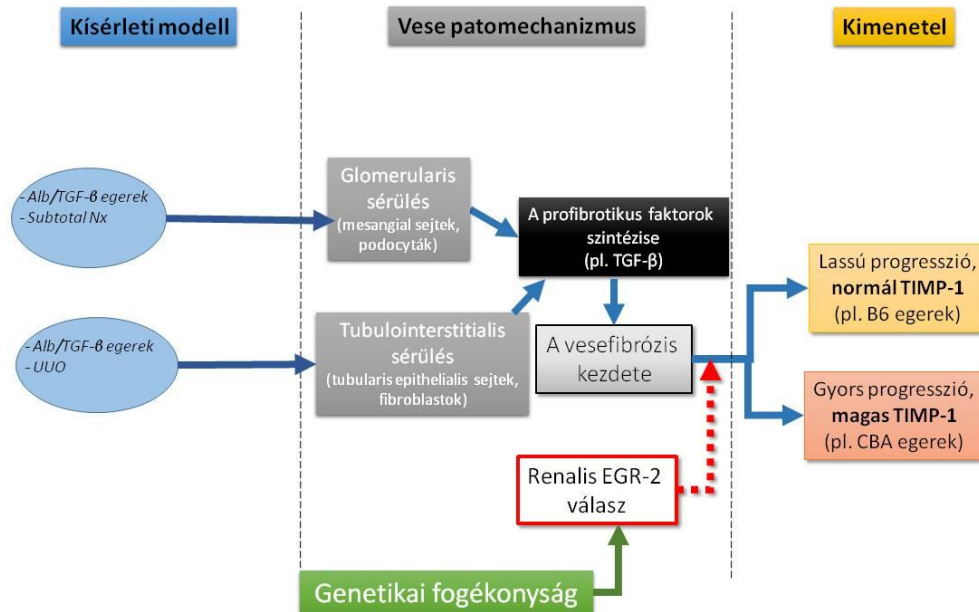 Kísérleti modell
Vese patomechanizmus
Kimenetel
- Alb/TGF-β egerek
- Subtotal Nx
Glomerularis
sérülés
(mesangial sejtek,
podocyták)
A profibrotikus faktorok
szintézise
(pl. TGF-β)
Lassú progresszió,
normál TIMP-1
(pl. B6 egerek)
- Alb/TGF-β egerek
- UUO
Tubulointerstitialis
sérülés
(tubularis epithelialis sejtek,
fibroblastok)
A vesefibrózis
kezdete
Gyors progresszió,
magas TIMP-1
(pl. CBA egerek)
Renalis EGR-2
válasz
Genetikai fogékonyság